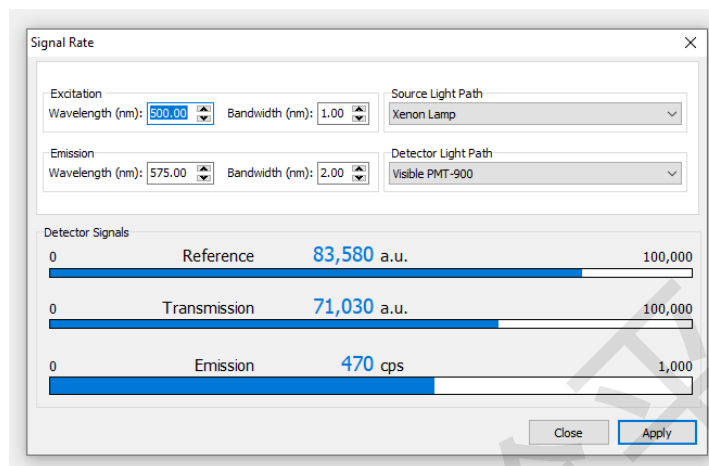 Signal Rate
Excitation
Wavelength (nm): 500.00 Bandwidth (nm): 1.00
Source Light Path
Xenon Lamp
Emission
Wavelength (nm): 575.00 Bandwidth (nm): 2.00
Detector Light Path
Visible PMT-900
Detector Signals
0 Reference 83,580 a.u. 100,000
0 Transmission 71,030 a.u. 100,000
0 Emission 470 cps 1,000
Close Apply